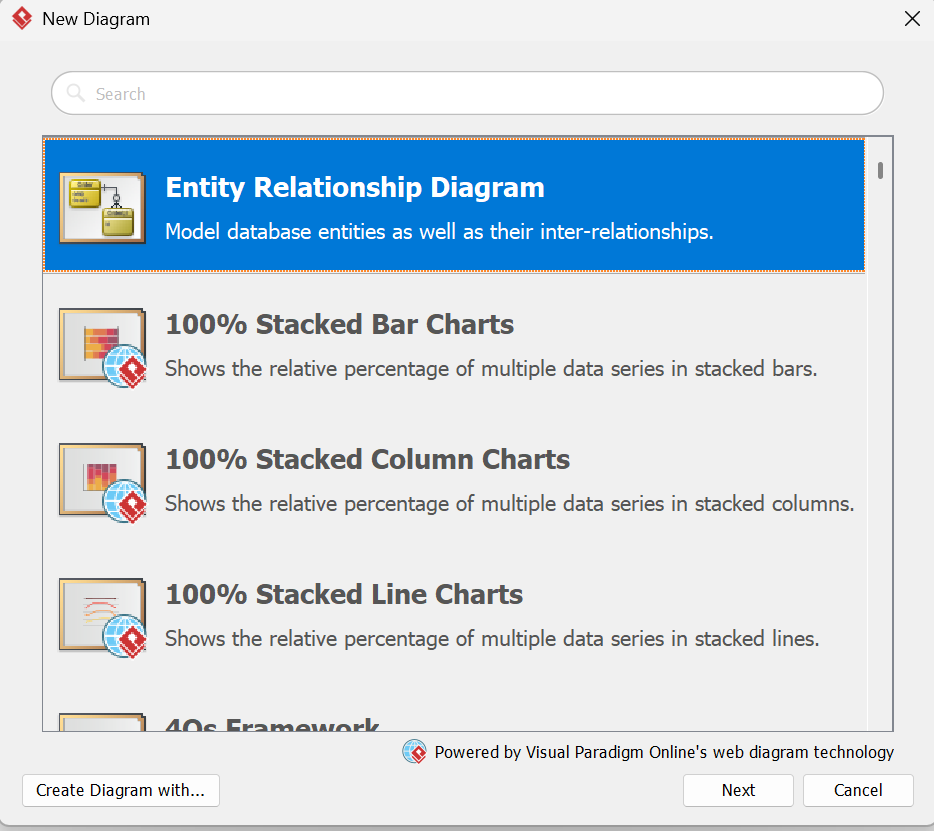 New Diagram
Search
Entity Relationship Diagram
Model database entities as well as their inter-relationships.
100% Stacked Bar Charts
Shows the relative percentage of multiple data series in stacked bars.
100% Stacked Column Charts
Shows the relative percentage of multiple data series in stacked columns.
100% Stacked Line Charts
Shows the relative percentage of multiple data series in stacked lines.
4Qs Framework
Powered by Visual Paradigm Online's web diagram technology
Create Diagram with...
Next
Cancel